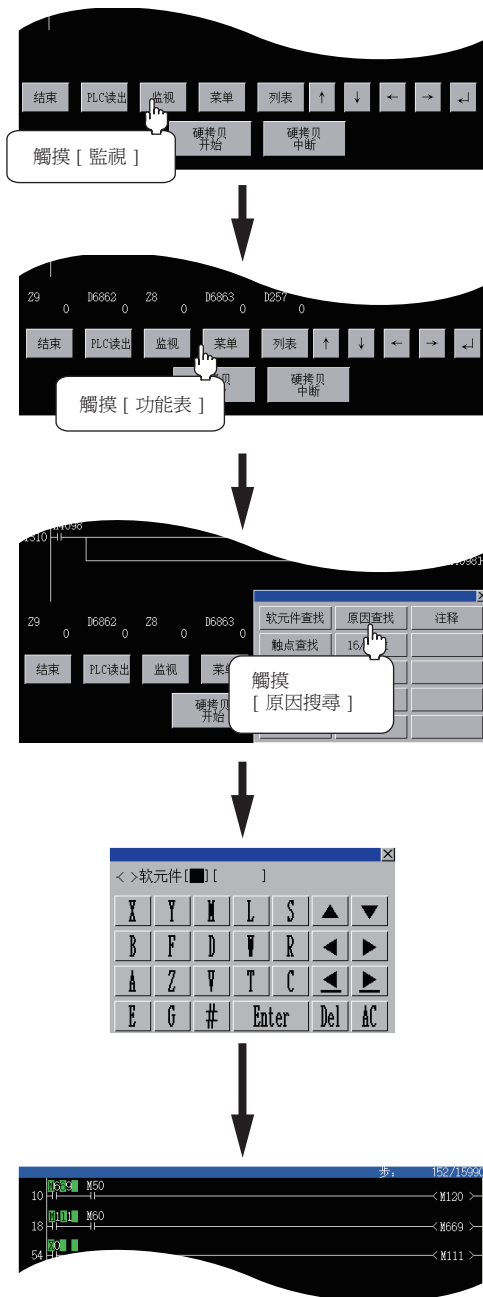 结束 PLC读出 监视 菜单 列表 ↑ ↓ ← → ↵
硬拷贝
开始
硬拷贝
中断
觸摸 [ 監視 ]
Z9 D6862 Z8 D6863 D257
0 0 0 0 0
结束 PLC读出 监视 菜单 列表 ↑ ↓ ← → ↵
硬拷贝
中断
觸摸 [ 功能表 ]
软元件查找 原因查找 注释
触点查找 16/
Z9 D6862 Z8 D6863
0 0 0 0
结束 PLC读出 监视
硬拷贝
开始
觸摸
[ 原因搜尋 ]
< >软元件[ ] [ ]
X Y M L S ▲ ▼
B F D W R ◀ ▶
A Z V T C ◀ ▶
E G # Enter Del AC
步: 152/15990
M669 M50
10 < M120 >
M111 M60
18 < M669 >
X0
54 < M111 >